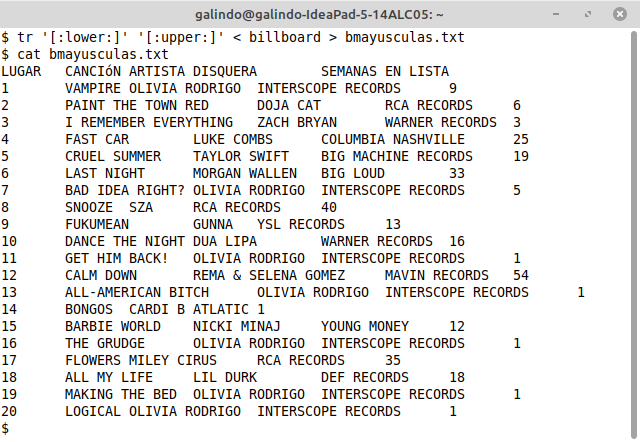 galindo@galindo-IdeaPad-5-14ALC05: ~
$ tr '[:lower:]' '[:upper:]' < billboard > bmayusculas.txt
$ cat bmayusculas.txt
LUGAR	CANCIóN ARTISTA DISQUERA	SEMANAS EN LISTA
1	VAMPIRE OLIVIA RODRIGO	INTERSCOPE RECORDS	9
2	PAINT THE TOWN RED	DOJA CAT	RCA RECORDS	6
3	I REMEMBER EVERYTHING	ZACH BRYAN	WARNER RECORDS	3
4	FAST CAR	LUKE COMBS	COLUMBIA NASHVILLE	25
5	CRUEL SUMMER	TAYLOR SWIFT	BIG MACHINE RECORDS	19
6	LAST NIGHT	MORGAN WALLEN	BIG LOUD	33
7	BAD IDEA RIGHT?	OLIVIA RODRIGO	INTERSCOPE RECORDS	5
8	SNOOZE	SZA	RCA RECORDS	40
9	FUKUMEAN	GUNNA	YSL RECORDS	13
10	DANCE THE NIGHT	DUA LIPA	WARNER RECORDS	16
11	GET HIM BACK!	OLIVIA RODRIGO	INTERSCOPE RECORDS	1
12	CALM DOWN	REMA & SELENA GOMEZ	MAVIN RECORDS	54
13	ALL-AMERICAN BITCH	OLIVIA RODRIGO	INTERSCOPE RECORDS	1
14	BONGOS	CARDI B	ATLATIC	1
15	BARBIE WORLD	NICKI MINAJ	YOUNG MONEY	12
16	THE GRUDGE	OLIVIA RODRIGO	INTERSCOPE RECORDS	1
17	FLOWERS	MILEY CIRUS	RCA RECORDS	35
18	ALL MY LIFE	LIL DURK	DEF RECORDS	18
19	MAKING THE BED	OLIVIA RODRIGO	INTERSCOPE RECORDS	1
20	LOGICAL	OLIVIA RODRIGO	INTERSCOPE RECORDS	1
$